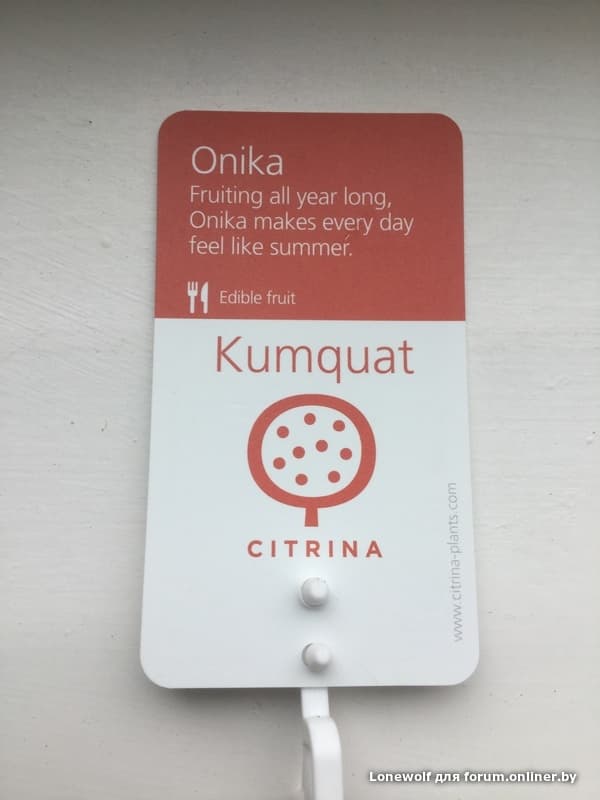 Onika
Fruiting all year long,
Onika makes every day
feel like summer.
Edible fruit
Kumquat
CITRINA
www.citrina-plants.com
Lonewolf для forum.onliner.by